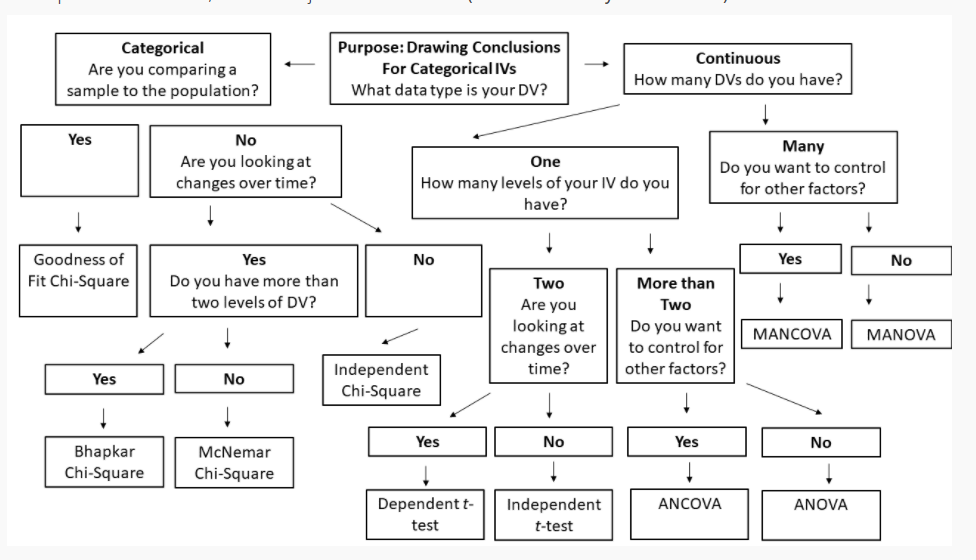 Categorical
Are you comparing a
sample to the population?
Purpose: Drawing Conclusions
For Categorical IVs
What data type is your DV?
Continuous
How many DVs do you have?
Yes
No
Are you looking at
changes over time?
One
How many levels of your IV do you
have?
Many
Do you want to control
for other factors?
Goodness of
Fit Chi-Square
Yes
Do you have more than
two levels of DV?
No
Two
Are you
looking at
changes over
time?
More than
Two
Do you want
to control for
other factors?
Yes
No
MANCOVA
MANOVA
Independent
Chi-Square
Yes
No
Bhapkar
Chi-Square
McNemar
Chi-Square
Yes
No
Yes
No
Dependent t-
test
Independent
t-test
ANCOVA
ANOVA